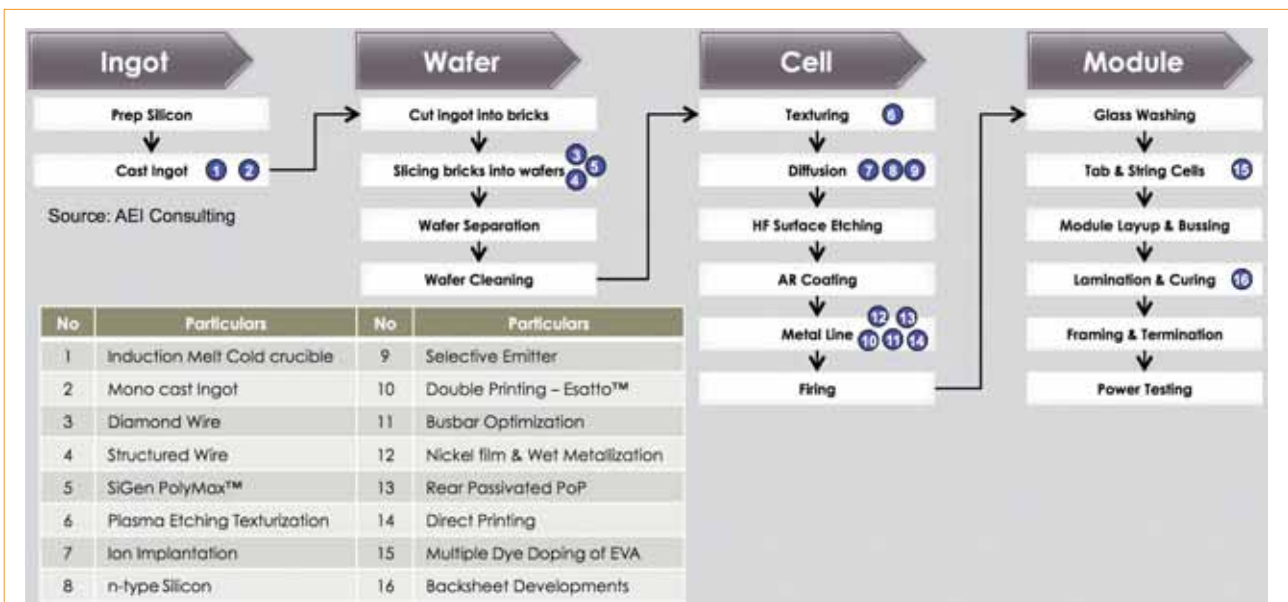 Ingot
Prep Silicon
Cast Ingot 1 2
Source: AEI Consulting
Wafer
Cut ingot into bricks
Slicing bricks into wafers 3 4 5
Wafer Separation
Wafer Cleaning
Cell
Texturing 6
Diffusion 7 8 9
HF Surface Etching
AR Coating
Metal Line 12 13 10 11 14
Firing
Module
Glass Washing
Tab & String Cells 15
Module Layup & Bussing
Lamination & Curing 16
Framing & Termination
Power Testing
No Particulars No Particulars
1 Induction Melt Cold crucible 9 Selective Emitter
2 Mono cast Ingot 10 Double Printing – Esatto™
3 Diamond Wire 11 Busbar Optimization
4 Structured Wire 12 Nickel film & Wet Metallization
5 SiGen PolyMax™ 13 Rear Passivated PoP
6 Plasma Etching Texturization 14 Direct Printing
7 Ion Implantation 15 Multiple Dye Doping of EVA
8 n-type Silicon 16 Backsheet Developments